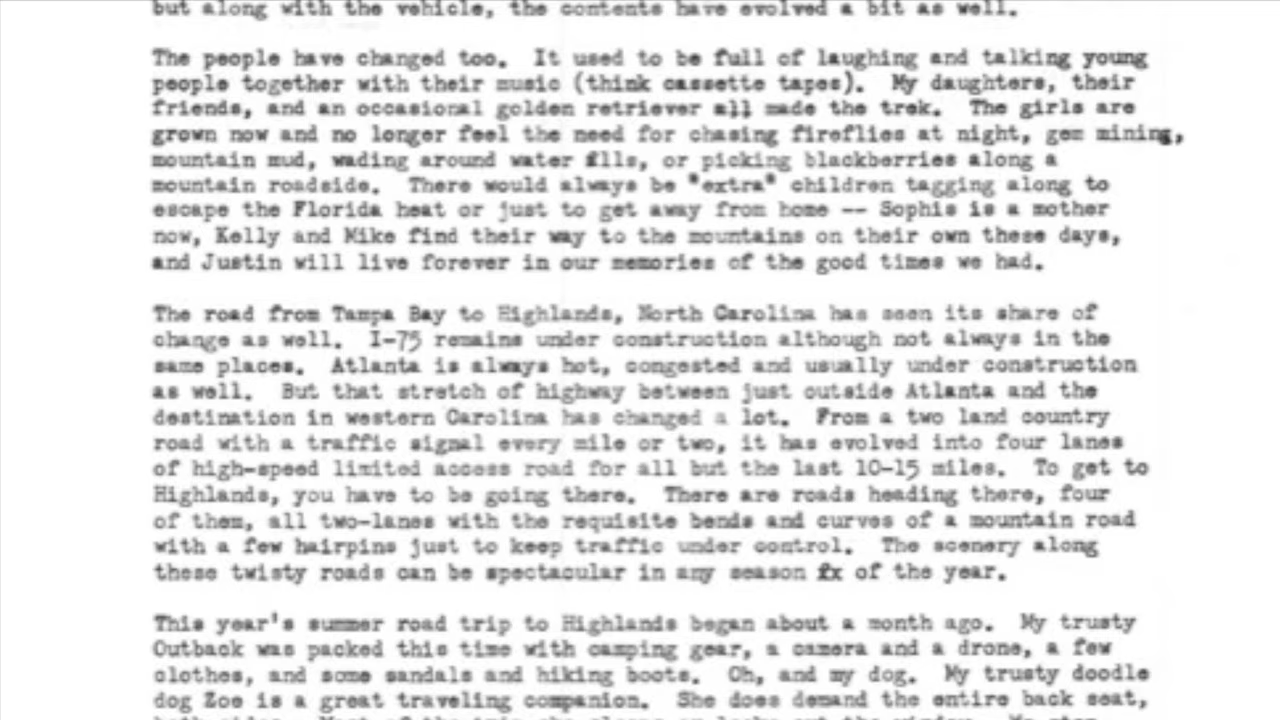 but along with the vehicle, the contents have evolved a bit as well.
The people have changed too. It used to be full of laughing and talking young
people together with their music (think cassette tapes). My daughters, their
friends, and an occasional golden retriever all made the trek. The girls are
grown now and no longer feel the need for chasing fireflies at night, gem mining,
mountain mud, wading around water flls, or picking blackberries along a
mountain roadside. There would always be "extra" children tagging along to
escape the Florida heat or just to get away from home -- Sophie is a mother
now, Kelly and Mike find their way to the mountains on their own these days,
and Justin will live forever in our memories of the good times we had.
The road from Tampa Bay to Highlands, North Carolina has seen its share of
change as well. I-75 remains under construction although not always in the
same places. Atlanta is always hot, congested and usually under construction
as well. But that stretch of highway between just outside Atlanta and the
destination in western Carolina has changed a lot. From a two land country
road with a traffic signal every mile or two, it has evolved into four lanes
of high-speed limited access road for all but the last 10-15 miles. To get to
Highlands, you have to be going there. There are roads heading there, four
of them, all two-lanes with the requisite bends and curves of a mountain road
with a few hairpins just to keep traffic under control. The scenery along
these twisty roads can be spectacular in any season fx of the year.
This year's summer road trip to Highlands began about a month ago. My trusty
Outback was packed this time with camping gear, a camera and a drone, a few
clothes, and some sandals and hiking boots. Oh, and my dog. My trusty doodle
dog Zoe is a great traveling companion. She does demand the entire back seat,